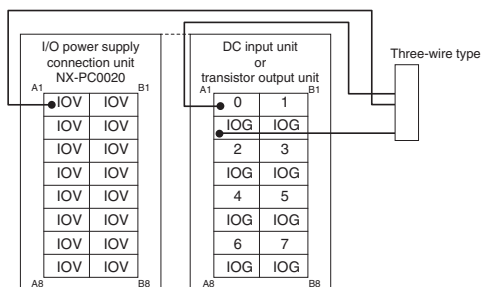 I/O power supply
connection unit
NX-PC0020
A1 B1
IOV IOV
IOV IOV
IOV IOV
IOV IOV
IOV IOV
IOV IOV
IOV IOV
IOV IOV
A8 B8
DC input unit
or
transistor output unit
A1 B1
0 1
IOG IOG
2 3
IOG IOG
4 5
IOG IOG
6 7
IOG IOG
A8 B8
Three-wire type